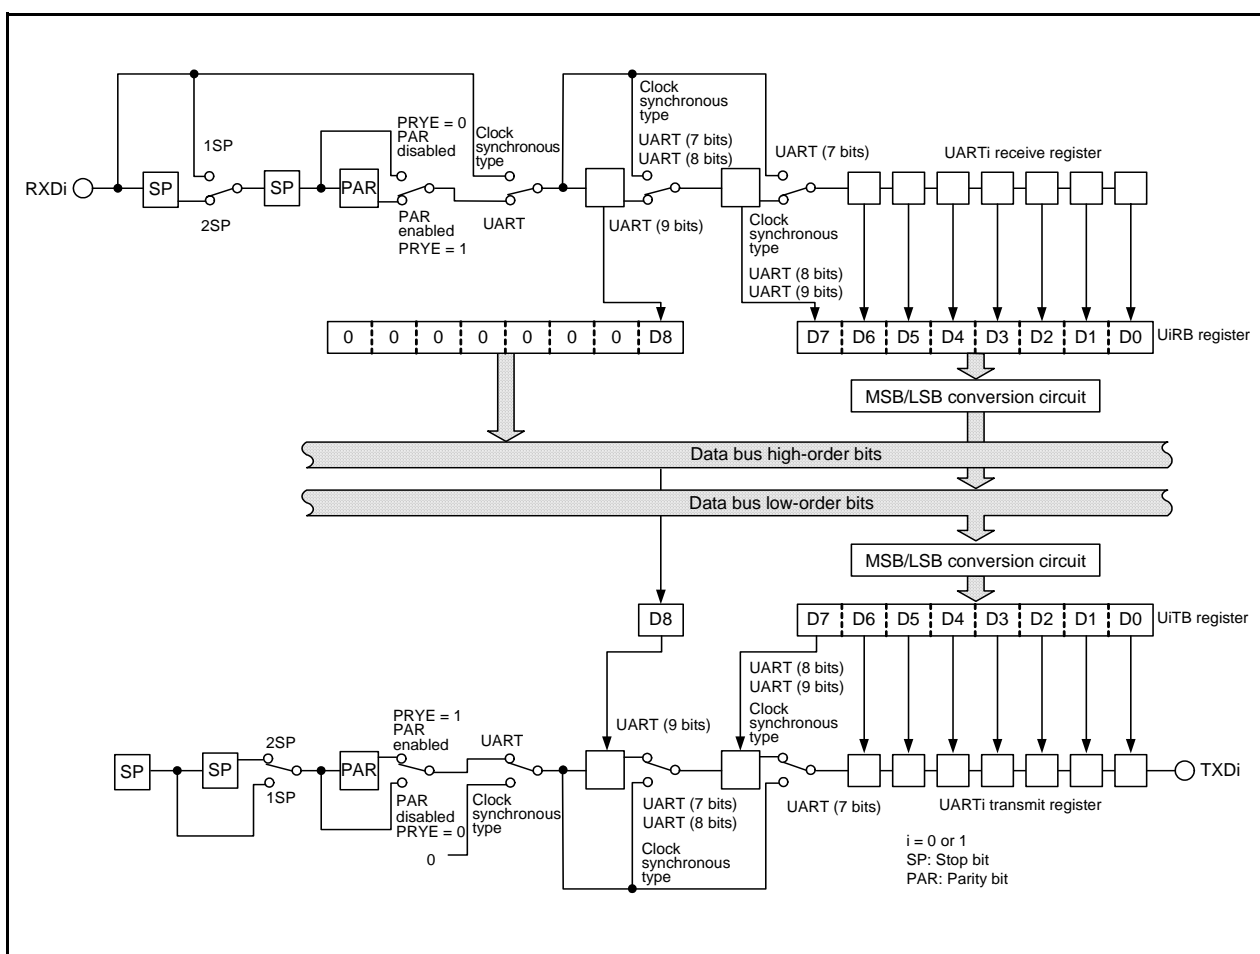 Clock
synchronous
type
PRYE = 0
PAR
disabled
Clock
synchronous
type
1SP
UART (7 bits)
UART (8 bits)
UART (7 bits)
UARTi receive register
RXDi
SP
SP
PAR
2SP
PAR
enabled
PRYE = 1
UART
UART (9 bits)
Clock
synchronous
type
UART (8 bits)
UART (9 bits)
0 0 0 0 0 0 0 D8
D7 D6 D5 D4 D3 D2 D1 D0
UiRB register
MSB/LSB conversion circuit
Data bus high-order bits
Data bus low-order bits
MSB/LSB conversion circuit
D8
D7 D6 D5 D4 D3 D2 D1 D0
UiTB register
UART (8 bits)
UART (9 bits)
PRYE = 1
PAR
enabled
UART
UART (9 bits)
Clock
synchronous
type
2SP
SP
SP
PAR
TXDi
1SP
PAR
disabled
PRYE = 0
Clock
synchronous
type
0
UART (7 bits)
UART (8 bits)
UART (7 bits)
UARTi transmit register
Clock
synchronous
type
i = 0 or 1
SP: Stop bit
PAR: Parity bit